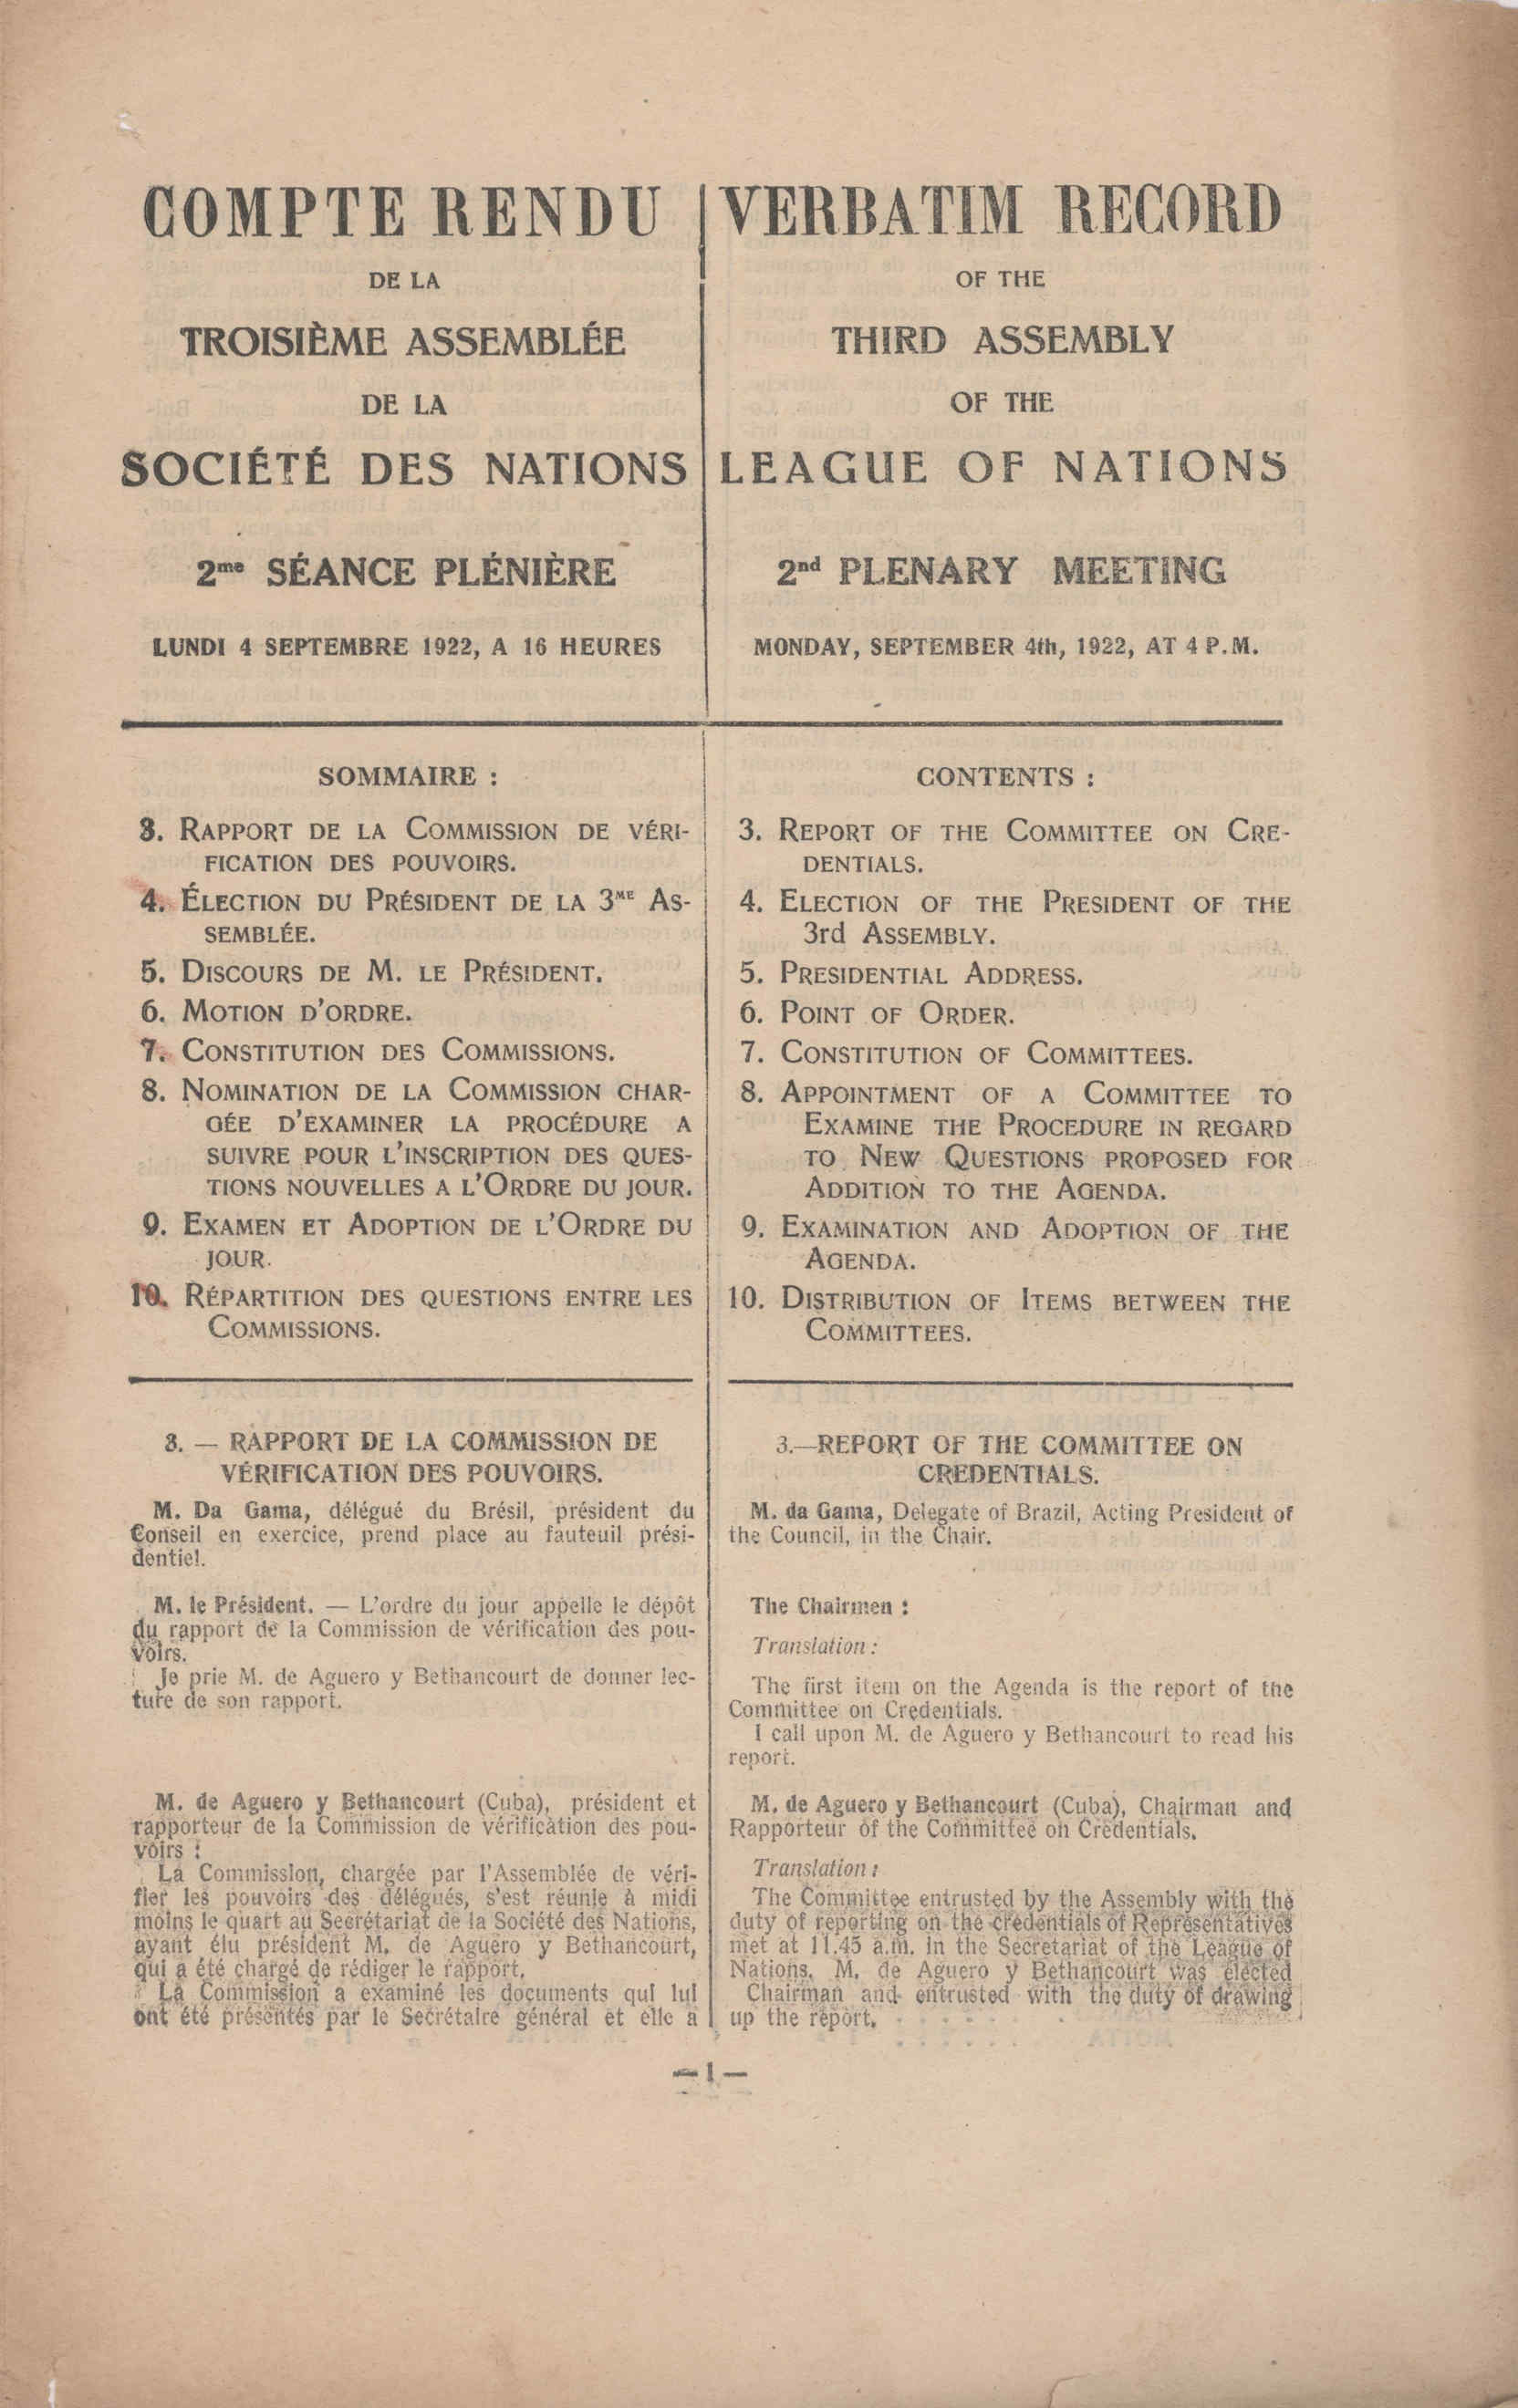 COMPTE RENDU
DE LA
TROISIÈME ASSEMBLÉE
DE LA
SOCIÉTÉ DES NATIONS
2me SÉANCE PLÉNIÈRE
LUNDI 4 SEPTEMBRE 1922, A 16 HEURES
SOMMAIRE :
3. RAPPORT DE LA COMMISSION DE VÉRI-
FICATION DES POUVOIRS.
4. ÉLECTION DU PRÉSIDENT DE LA 3ME AS-
SEMBLÉE.
5. DISCOURS DE M. LE PRÉSIDENT.
6. MOTION D'ORDRE.
7. CONSTITUTION DES COMMISSIONS.
8. NOMINATION DE LA COMMISSION CHAR-
GÉE D'EXAMINER LA PROCÉDURE A
SUIVRE POUR L'INSCRIPTION DES QUES-
TIONS NOUVELLES A L'ORDRE DU JOUR.
9. EXAMEN ET ADOPTION DE L'ORDRE DU
JOUR.
10. RÉPARTITION DES QUESTIONS ENTRE LES
COMMISSIONS.
3. — RAPPORT DE LA COMMISSION DE
VÉRIFICATION DES POUVOIRS.
M. Da Gama, délégué du Brésil, président du
Conseil en exercice, prend place au fauteuil prési-
dentiel.
M. le Président. — L'ordre du jour appelle le dépôt
du rapport de la Commission de vérification des pou-
voirs.
Je prie M. de Aguero y Bethancourt de donner lec-
ture de son rapport.
M. de Aguero y Bethancourt (Cuba), président et
rapporteur de la Commission de vérification des pou-
voirs :
La Commission, chargée par l'Assemblée de véri-
fier les pouvoirs des délégués, s'est réunie à midi
moins le quart au Secrétariat de la Société des Nations,
ayant élu président M. de Aguero y Bethancourt,
qui a été chargé de rédiger le rapport.
La Commission a examiné les documents qui lui
ont été présentés par le Secrétaire général et elle a
VERBATIM RECORD
OF THE
THIRD ASSEMBLY
OF THE
LEAGUE OF NATIONS
2nd PLENARY MEETING
MONDAY, SEPTEMBER 4th, 1922, AT 4 P.M.
CONTENTS :
3. REPORT OF THE COMMITTEE ON CRE-
DENTIALS.
4. ELECTION OF THE PRESIDENT OF THE
3rd ASSEMBLY.
5. PRESIDENTIAL ADDRESS.
6. POINT OF ORDER.
7. CONSTITUTION OF COMMITTEES.
8. APPOINTMENT OF A COMMITTEE TO
EXAMINE THE PROCEDURE IN REGARD
TO NEW QUESTIONS PROPOSED FOR
ADDITION TO THE AGENDA.
9. EXAMINATION AND ADOPTION OF THE
AGENDA.
10. DISTRIBUTION OF ITEMS BETWEEN THE
COMMITTEES.
3.—REPORT OF THE COMMITTEE ON
CREDENTIALS.
M. da Gama, Delegate of Brazil, Acting President of
the Council, in the Chair.
The Chairmen :
Translation :
The first item on the Agenda is the report of the
Committee on Credentials.
I call upon M. de Aguero y Bethancourt to read his
report.
M. de Aguero y Bethancourt (Cuba), Chairman and
Rapporteur of the Committee on Credentials.
Translation :
The Committee entrusted by the Assembly with the
duty of reporting on the credentials of Representatives
met at 11.45 a.m. in the Secretariat of the League of
Nations. M. de Aguero y Bethancourt was elected
Chairman and entrusted with the duty of drawing
up the report.
— 1 —